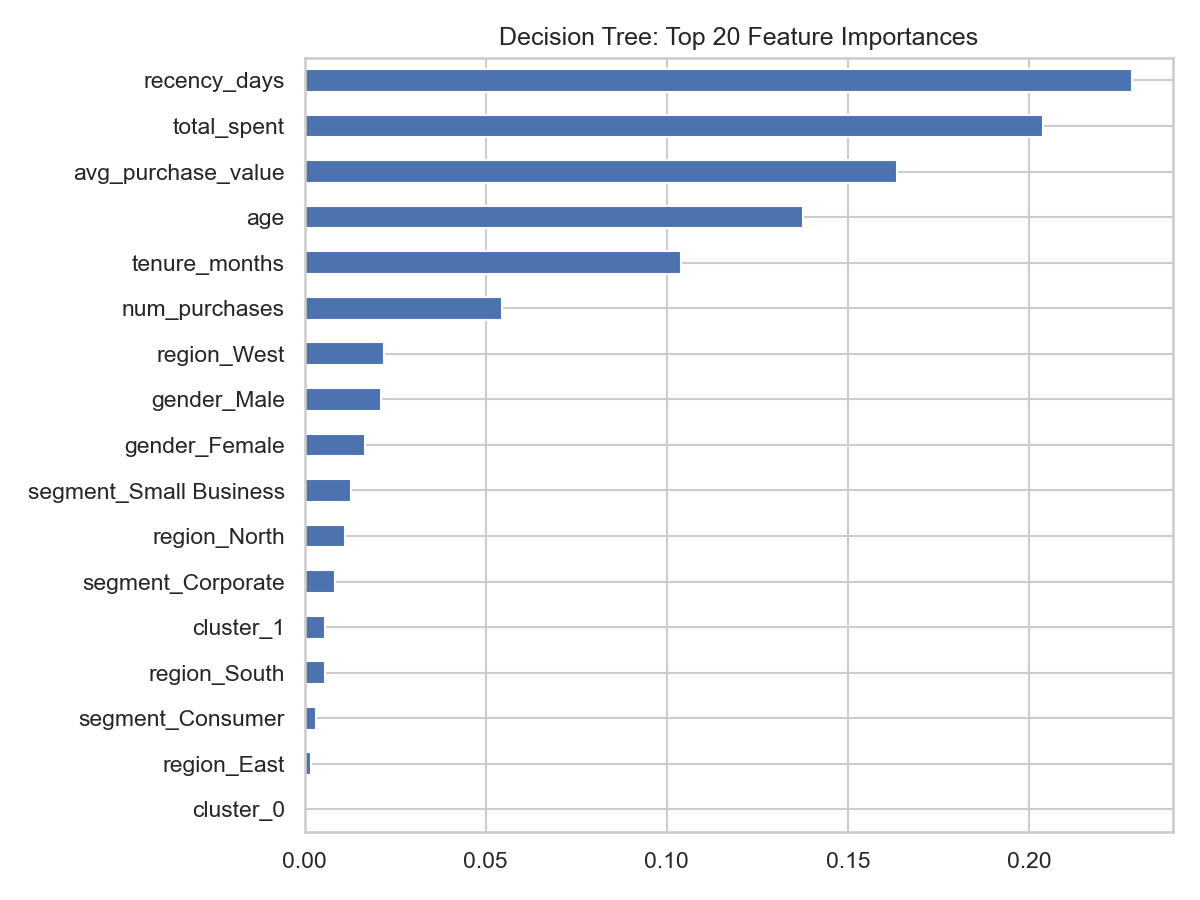 Decision Tree: Top 20 Feature Importances
recency_days
total_spent
avg_purchase_value
age
tenure_months
num_purchases
region_West
gender_Male
gender_Female
segment_Small Business
region_North
segment_Corporate
cluster_1
region_South
segment_Consumer
region_East
cluster_0
0.00 0.05 0.10 0.15 0.20